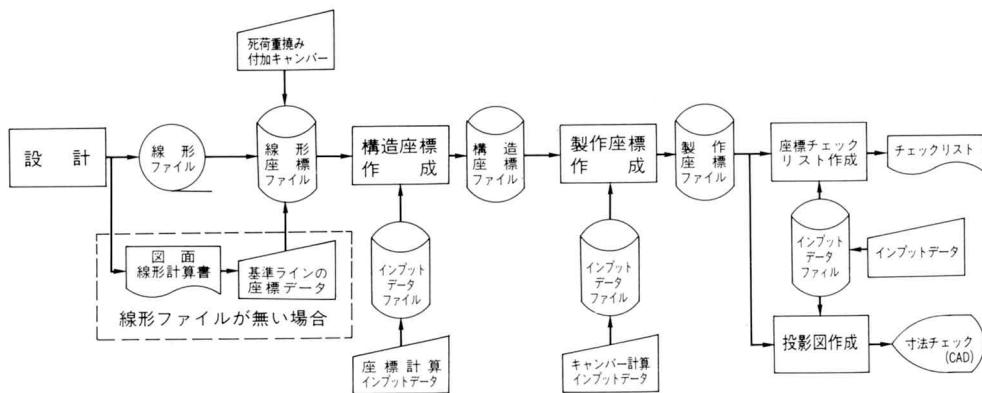 死荷重撓み
付加キャンバー
設 計
線 形
ファイル
線 形
座 標
ファイル
構造座標
作 成
構 造
座 標
ファイル
製作座標
作 成
製 作
座 標
ファイル
座標チェック
リスト作成
チェックリスト
図 面
線形計算書
基準ラインの
座標データ
線形ファイルが無い場合
インプット
データ
ファイル
座 標 計 算
インプットデータ
インプット
データ
ファイル
キャンバー計算
インプットデータ
インプット
データ
ファィル
インプットデータ
投影図作成
寸法チェック
(CAD)